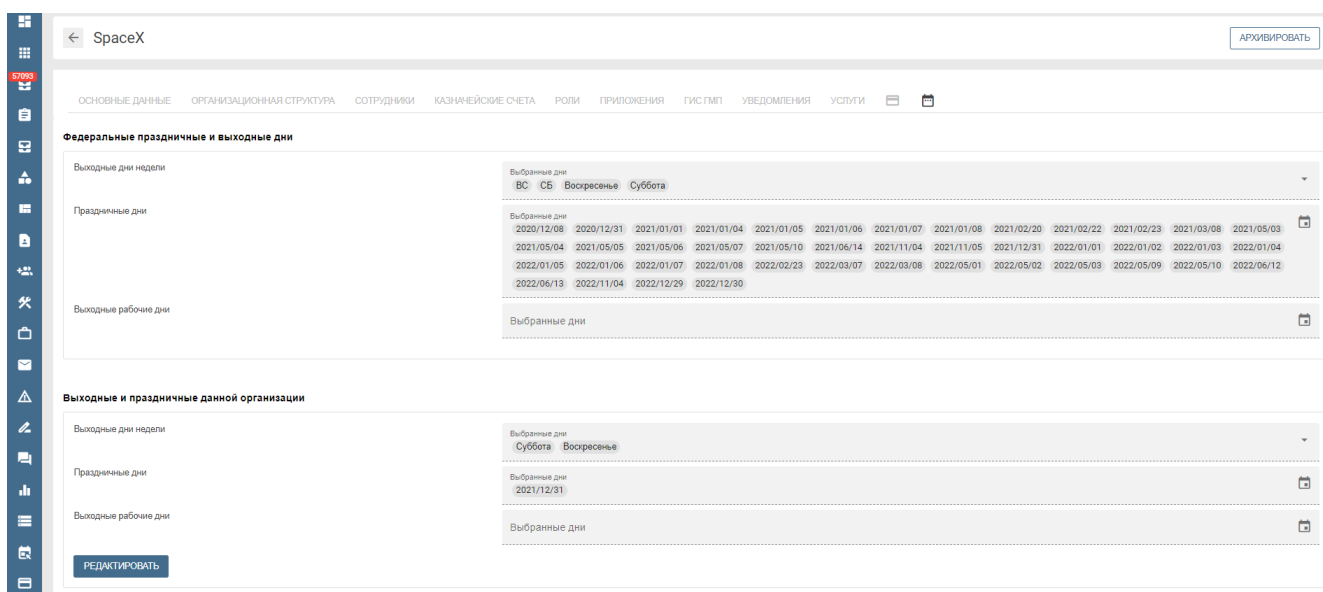 SpaceX
АРХИВИРОВАТЬ
57093
ОСНОВНЫЕ ДАННЫЕ ОРГАНИЗАЦИОННАЯ СТРУКТУРА СОТРУДНИКИ КАЗНАЧЕЙСКИЕ СЧЕТА РОЛИ ПРИЛОЖЕНИЯ ГИС ГМП УВЕДОМЛЕНИЯ УСЛУГИ
Федеральные праздничные и выходные дни
Выходные дни недели
Выбранные дни
ВС СБ Воскресенье Суббота
Праздничные дни
Выбранные дни
2020/12/08 2020/12/31 2021/01/01 2021/01/04 2021/01/05 2021/01/06 2021/01/07 2021/01/08 2021/02/20 2021/02/22 2021/02/23 2021/03/08 2021/05/03
2021/05/04 2021/05/05 2021/05/06 2021/05/07 2021/05/10 2021/06/14 2021/11/04 2021/11/05 2021/12/31 2022/01/01 2022/01/02 2022/01/03 2022/01/04
2022/01/05 2022/01/06 2022/01/07 2022/01/08 2022/02/23 2022/03/07 2022/03/08 2022/05/01 2022/05/02 2022/05/03 2022/05/09 2022/05/10 2022/06/12
2022/06/13 2022/11/04 2022/12/29 2022/12/30
Выходные рабочие дни
Выбранные дни
Выходные и праздничные данной организации
Выходные дни недели
Выбранные дни
Суббота Воскресенье
Праздничные дни
Выбранные дни
2021/12/31
Выходные рабочие дни
Выбранные дни
РЕДАКТИРОВАТЬ